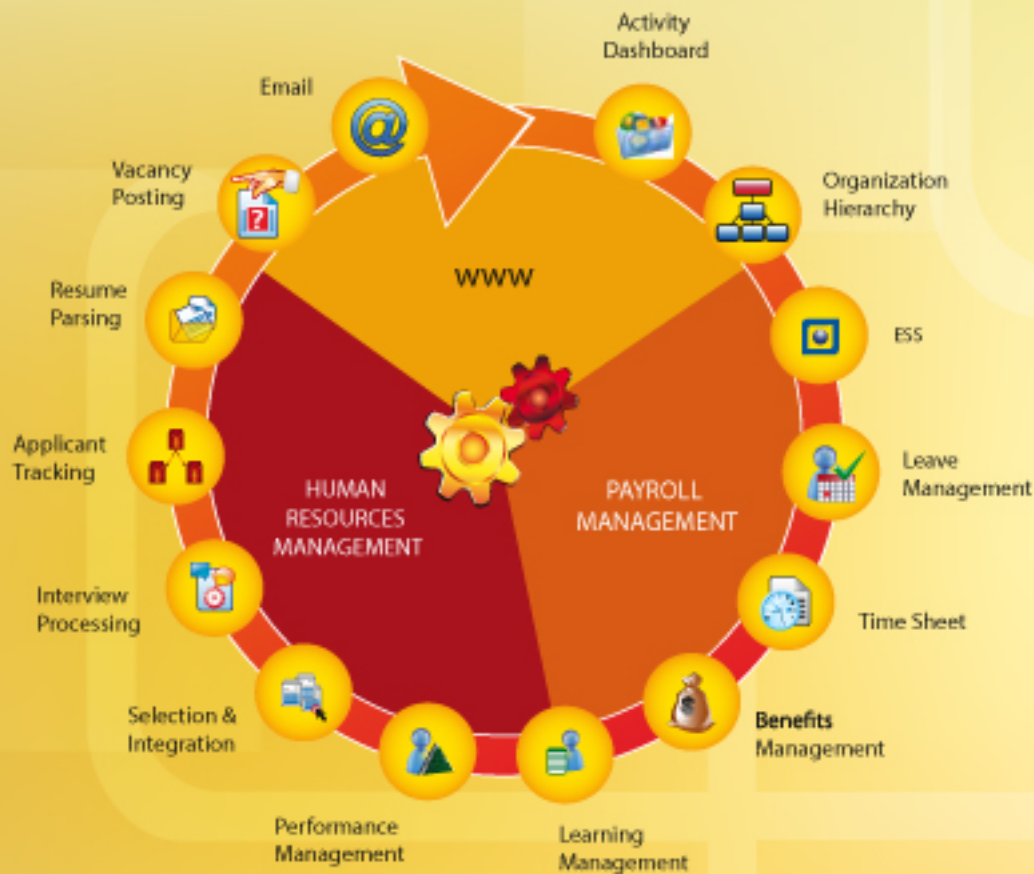 Activity
Dashboard
Email
Vacancy
Posting
Organization
Hierarchy
www
Resume
Parsing
ESS
Applicant
Tracking
Leave
Management
HUMAN
RESOURCES
MANAGEMENT
PAYROLL
MANAGEMENT
Interview
Processing
Time Sheet
Selection &
Integration
Benefits
Management
Performance
Management
Learning
Management